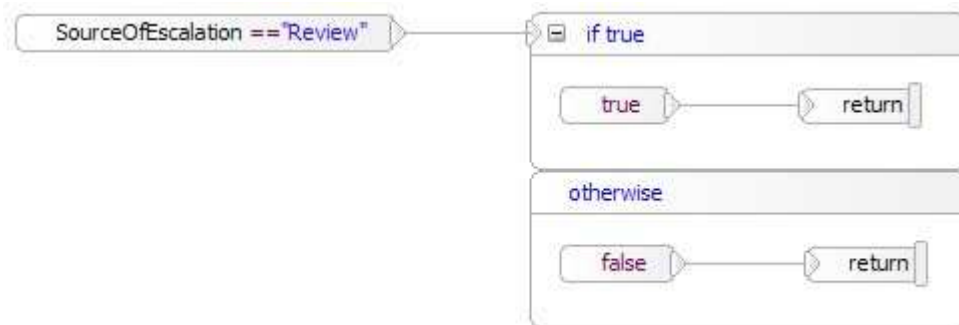 SourceOfEscalation =="Review"
if true
true
return
otherwise
false
return